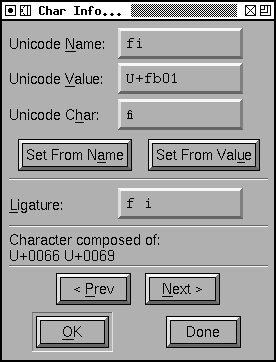 Char Info...
Unicode Name: fi
Unicode Value: U+fb01
Unicode Char: ﬁ
Set From Name Set From Value
Ligature: f i
Character composed of:
U+0066 U+0069
< Prev Next >
OK Done